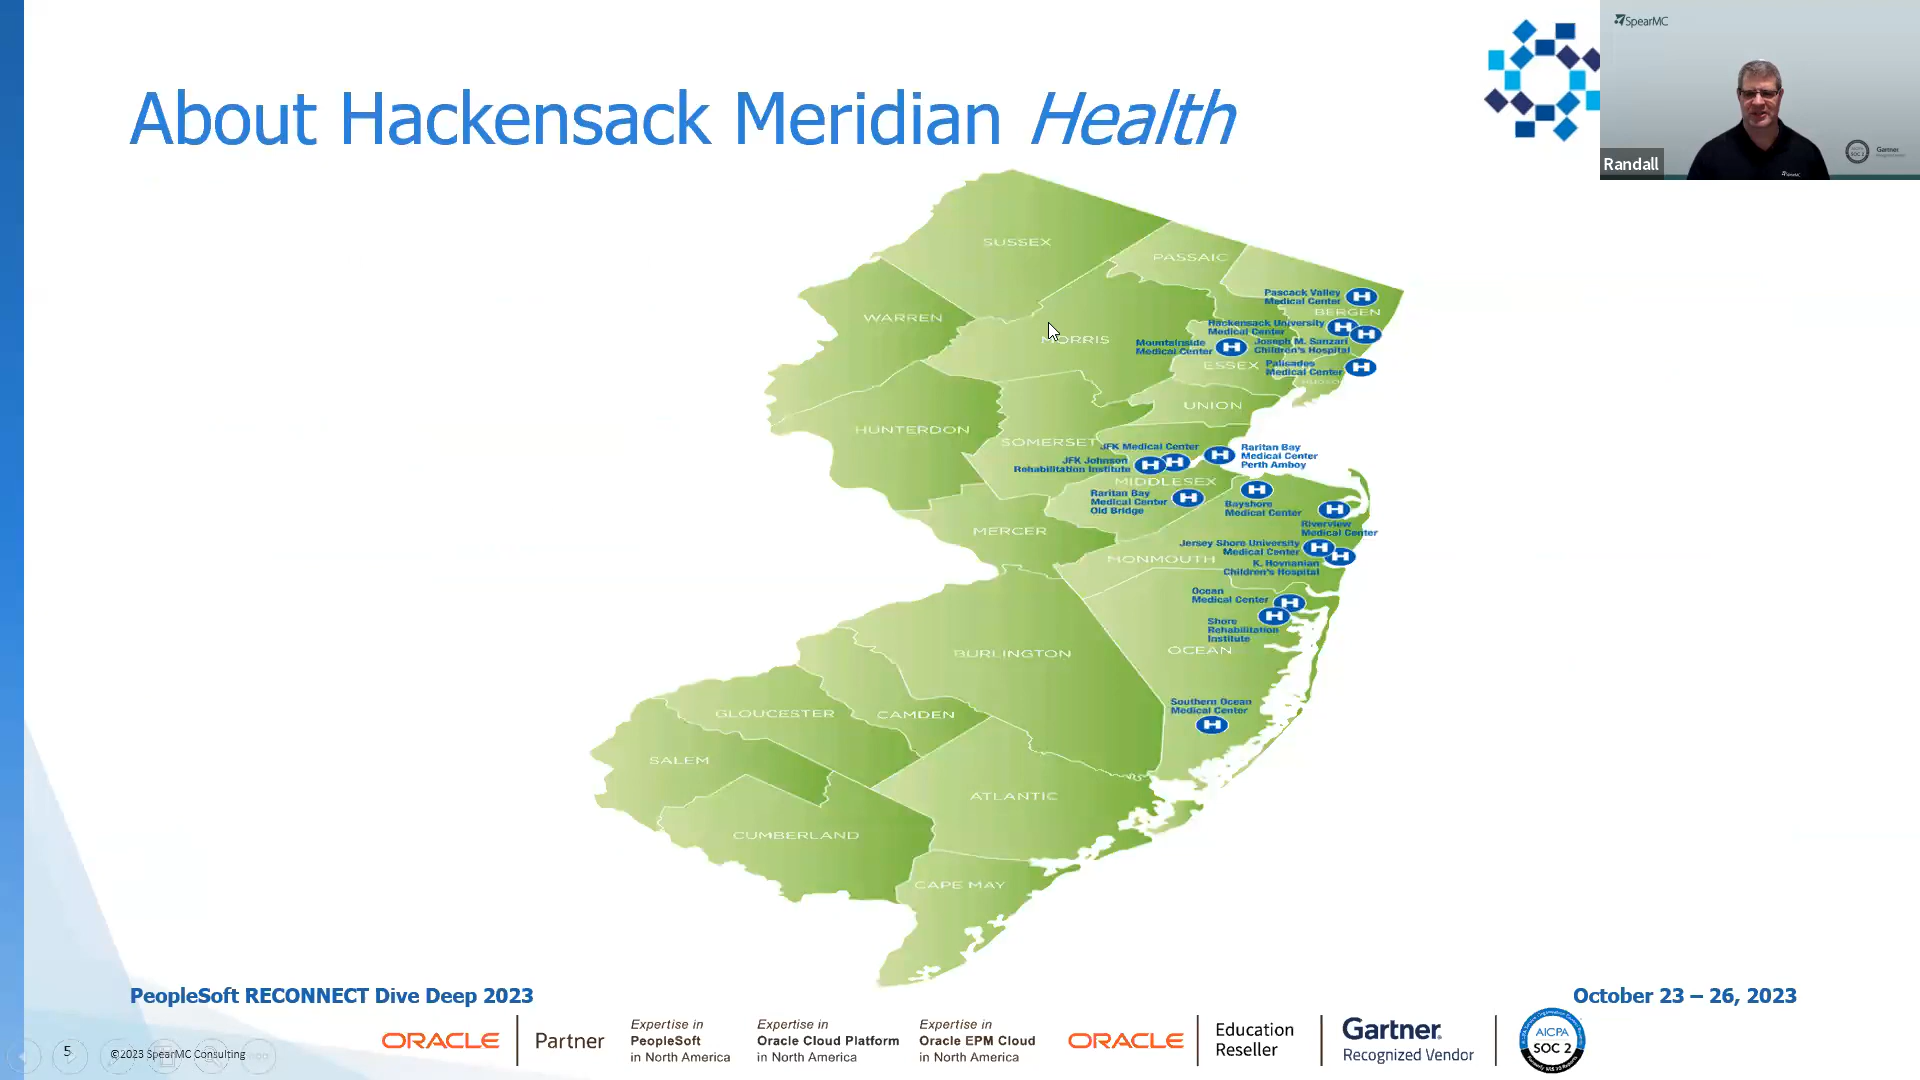 SpearMC
About Hackensack Meridian Health
Randall
SOC 2
Gartner
SUSSEX
PASSAIC
Pascack Valley
Medical Center
BERGEN
WARREN
Hackensack University
Medical Center
MORRIS
Mountainside
Medical Center
Joseph M. Sanzari
Children's Hospital
ESSEX
Palisades
Medical Center
HUDSON
UNION
HUNTERDON
SOMERSET
JFK Medical Center
JFK Johnson
Rehabilitation Institute
Raritan Bay
Medical Center
Perth Amboy
MIDDLESEX
Raritan Bay
Medical Center
Old Bridge
Bayshore
Medical Center
Riverview
Medical Center
MERCER
Jersey Shore University
Medical Center
MONMOUTH
K. Hovnanian
Children's Hospital
Ocean
Medical Center
Shore
Rehabilitation
Institute
OCEAN
BURLINGTON
Southern Ocean
Medical Center
GLOUCESTER
CAMDEN
SALEM
ATLANTIC
CUMBERLAND
CAPE MAY
PeopleSoft RECONNECT Dive Deep 2023
October 23 – 26, 2023
5
©2023 SpearMC Consulting
ORACLE
Partner
Expertise in
PeopleSoft
in North America
Expertise in
Oracle Cloud Platform
in North America
Expertise in
Oracle EPM Cloud
in North America
ORACLE
Education
Reseller
Gartner
Recognized Vendor
AICPA
SOC 2